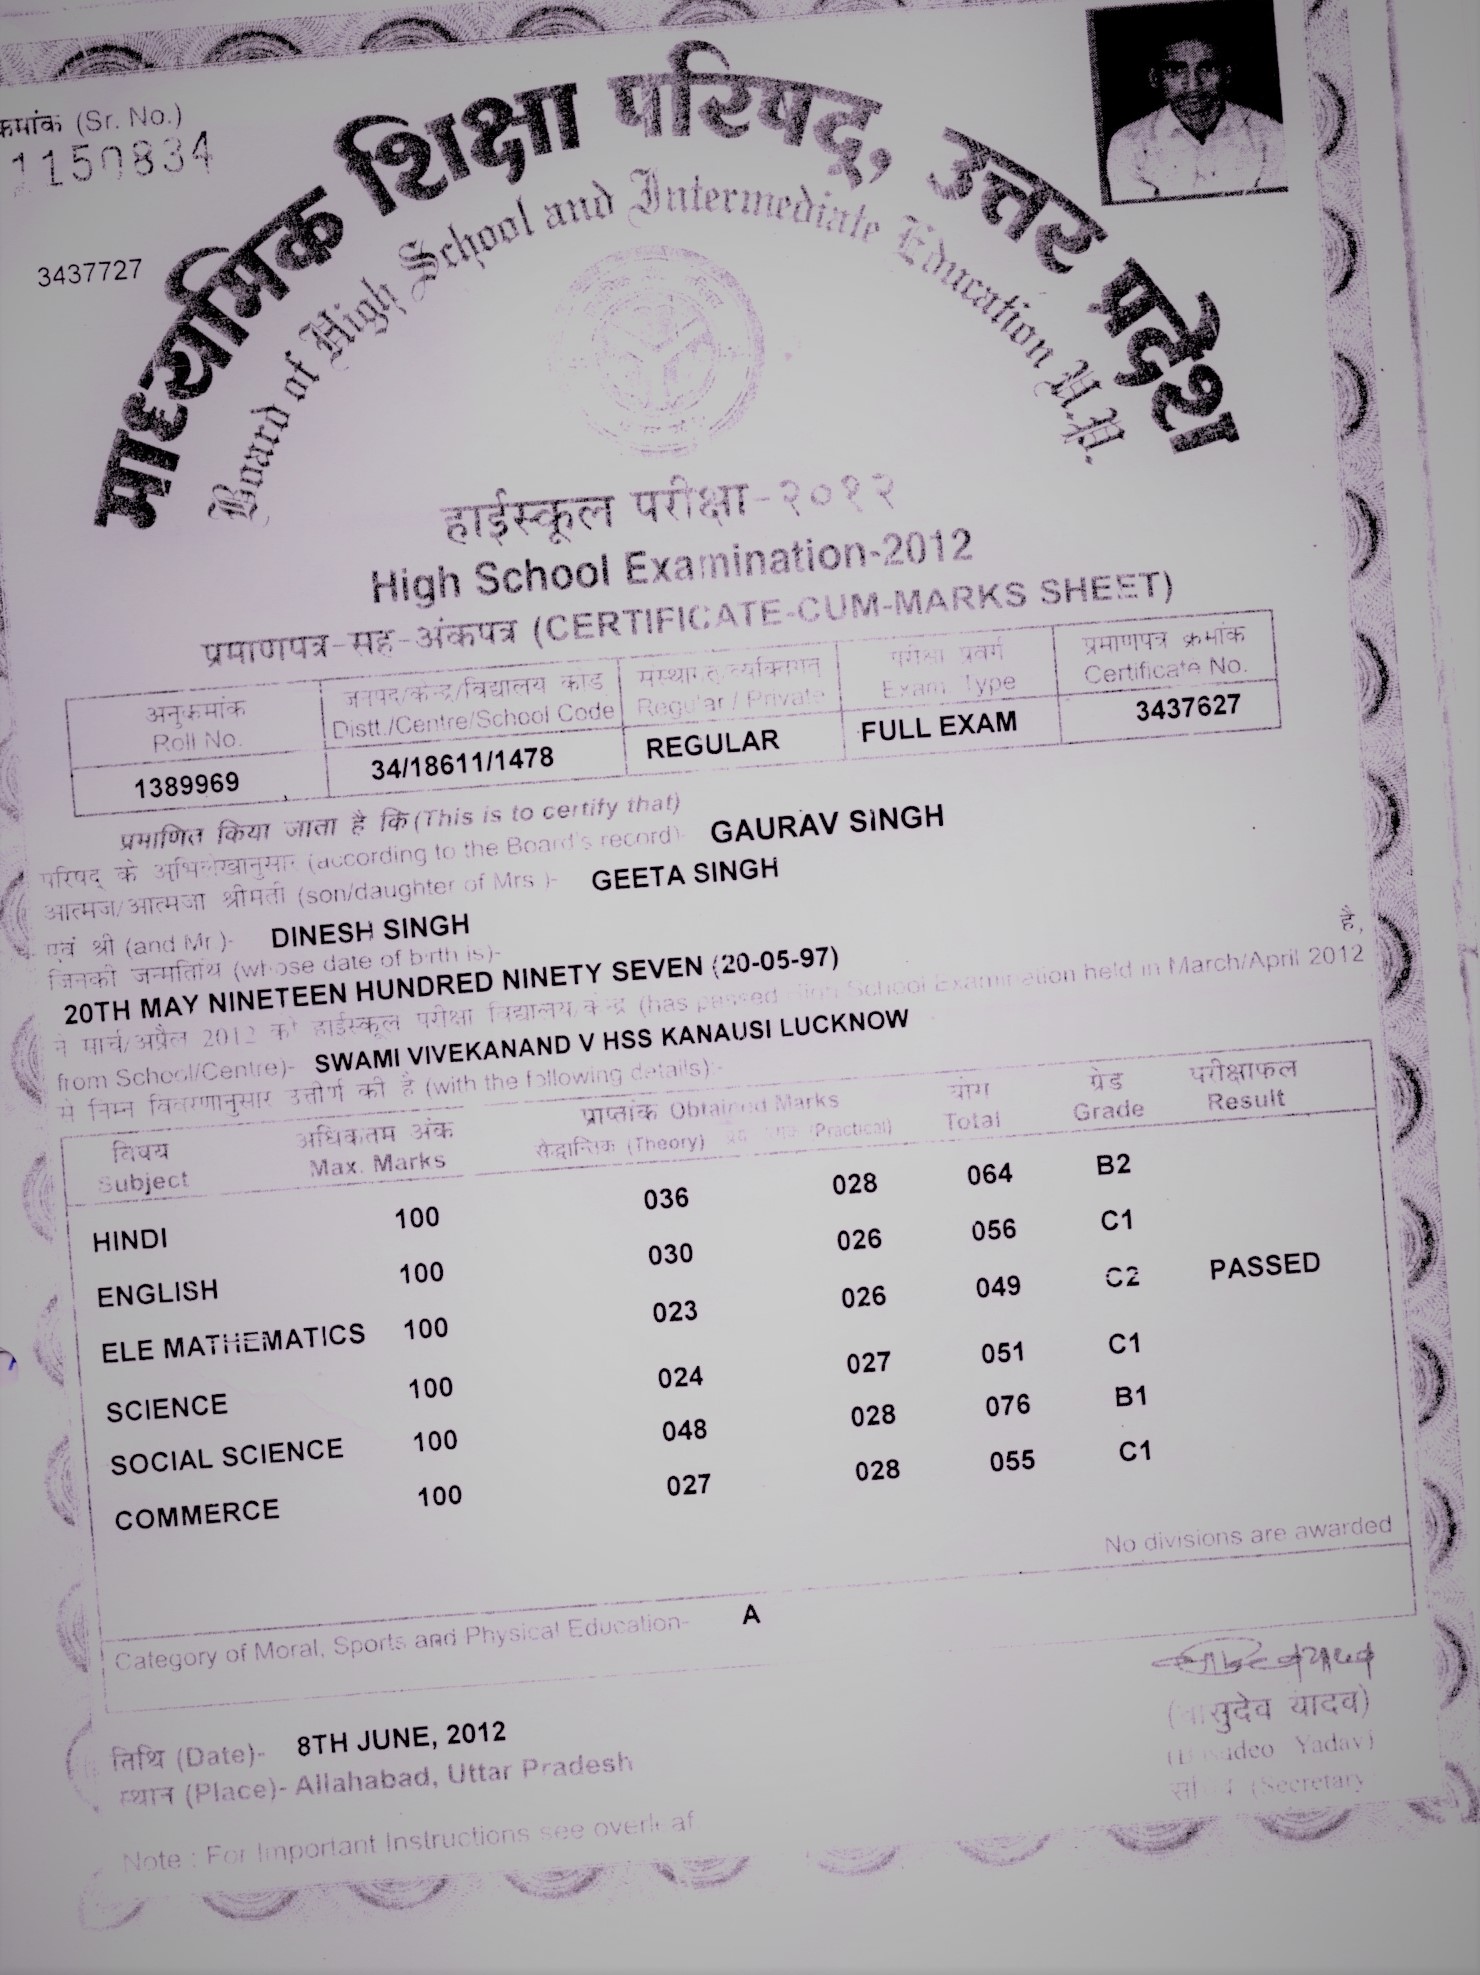 क्रमांक (Sr. No.)
1150834
3437727
माध्यमिक शिक्षा परिषद्, उत्तर प्रदेश
Board of High School and Intermediate Education U.P.
हाईस्कूल परीक्षा-२०१२
High School Examination-2012
प्रमाणपत्र-सह-अंकपत्र (CERTIFICATE-CUM-MARKS SHEET)
अनुक्रमांक जनपद/केन्द्र/विद्यालय कोड संस्थागत/व्यक्तिगत परीक्षा प्रवर्ग प्रमाणपत्र क्रमांक
Roll No. Distt./Centre/School Code Regular / Private Exam Type Certificate No.
1389969 34/18611/1478 REGULAR FULL EXAM 3437627
प्रमाणित किया जाता है कि (This is to certify that)
परिषद् के अभिलेखानुसार (according to the Board's record)- GAURAV SINGH
आत्मज/आत्मजा श्रीमती (son/daughter of Mrs )- GEETA SINGH
एवं श्री (and Mr )- DINESH SINGH
जिनकी जन्मतिथि (whose date of birth is)- है,
20TH MAY NINETEEN HUNDRED NINETY SEVEN (20-05-97)
ने मार्च/अप्रैल 2012 की हाईस्कूल परीक्षा विद्यालय/केन्द्र (has passed High School Examination held in March/April 2012
from School/Centre)- SWAMI VIVEKANAND V HSS KANAUSI LUCKNOW
से निम्न विवरणानुसार उत्तीर्ण की है (with the following details):-
विषय अधिकतम अंक प्राप्तांक Obtained Marks योग ग्रेड परीक्षाफल
Subject Max. Marks सैद्धान्तिक (Theory) (Practical) Total Grade Result
HINDI 100 036 028 064 B2
ENGLISH 100 030 026 056 C1
ELE MATHEMATICS 100 023 026 049 C2 PASSED
SCIENCE 100 024 027 051 C1
SOCIAL SCIENCE 100 048 028 076 B1
COMMERCE 100 027 028 055 C1
No divisions are awarded
Category of Moral, Sports and Physical Education- A
तिथि (Date)- 8TH JUNE, 2012
स्थान (Place)- Allahabad, Uttar Pradesh
(वासुदेव यादव)
Yadav)
सचिव (Secretary
Note : For Important Instructions see overleaf